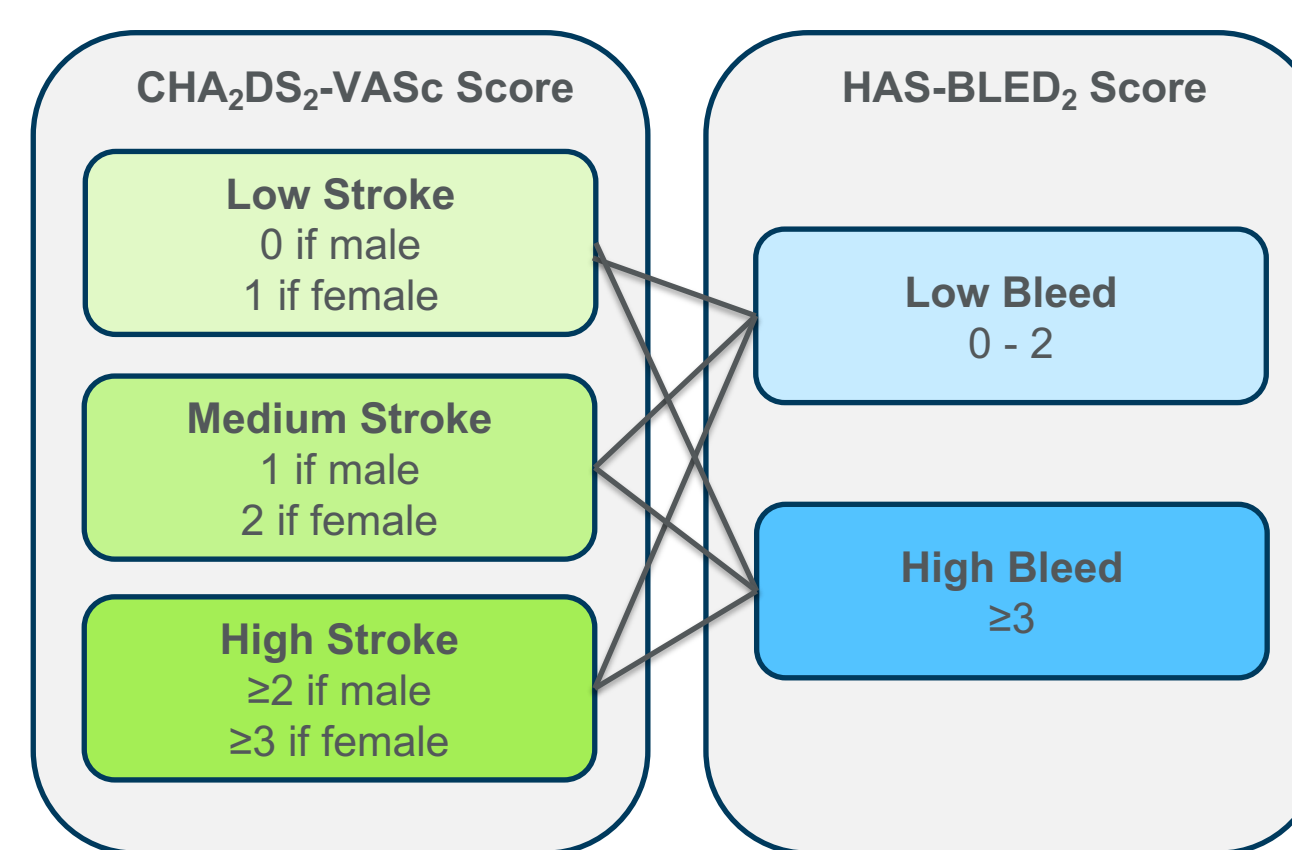 CHA₂DS₂-VASc Score
Low Stroke
0 if male
1 if female
Medium Stroke
1 if male
2 if female
High Stroke
≥2 if male
≥3 if female
HAS-BLED₂ Score
Low Bleed
0 - 2
High Bleed
≥3